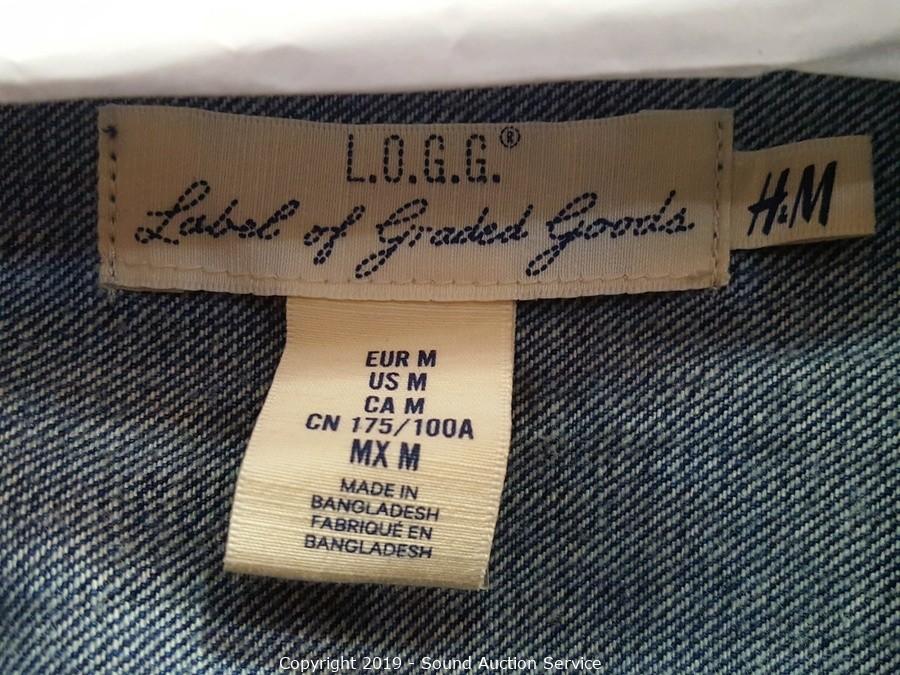 L.O.G.G.®
Label of Graded Goods
H&M
EUR M
US M
CA M
CN 175/100A
MX M
MADE IN
BANGLADESH
FABRIQUÉ EN
BANGLADESH
Copyright 2019 - Sound Auction Service